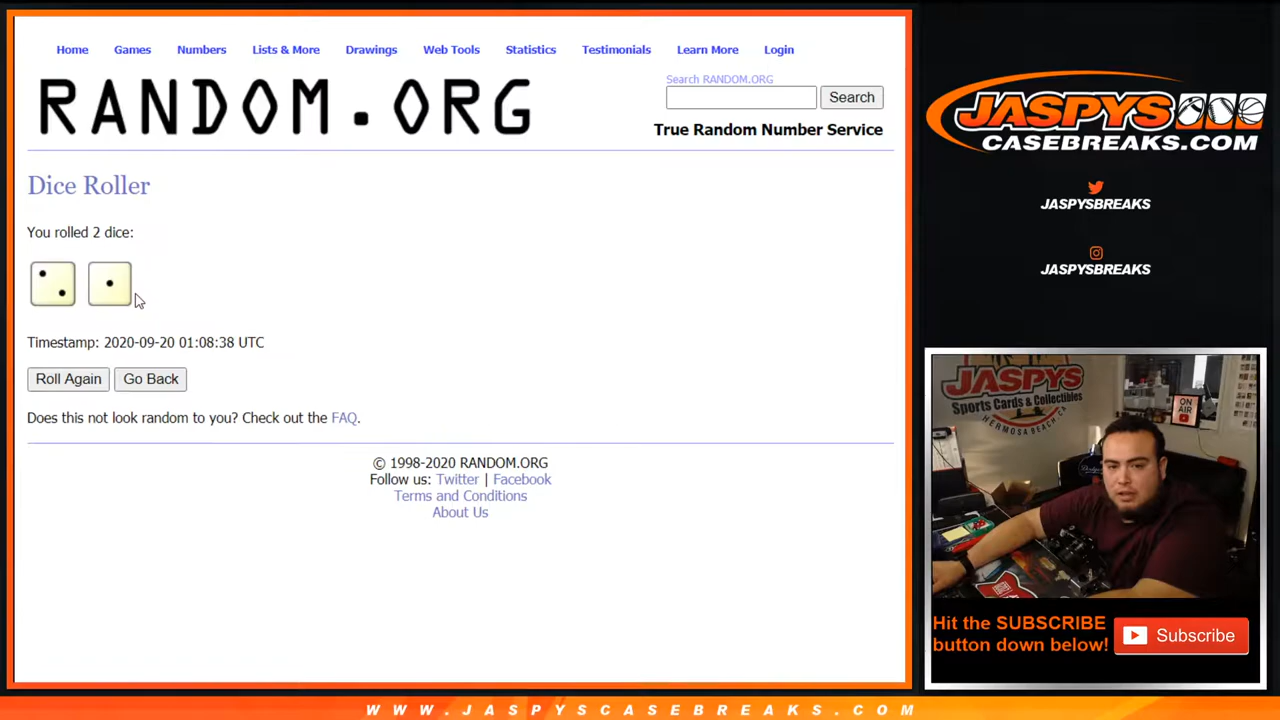 Home Games Numbers Lists & More Drawings Web Tools Statistics Testimonials Learn More Login
RANDOM.ORG
Search RANDOM.ORG
Search
True Random Number Service
Dice Roller
You rolled 2 dice:
Timestamp: 2020-09-20 01:08:38 UTC
Roll Again Go Back
Does this not look random to you? Check out the FAQ.
© 1998-2020 RANDOM.ORG
Follow us: Twitter | Facebook
Terms and Conditions
About Us
JASPYS
CASEBREAKS.COM
JASPYSBREAKS
JASPYSBREAKS
JASPYS
Sports Cards & Collectibles
HERMOSA BEACH CA
ON
AIR
Hit the SUBSCRIBE
button down below!
Subscribe
WWW.JASPYSCASEBREAKS.COM